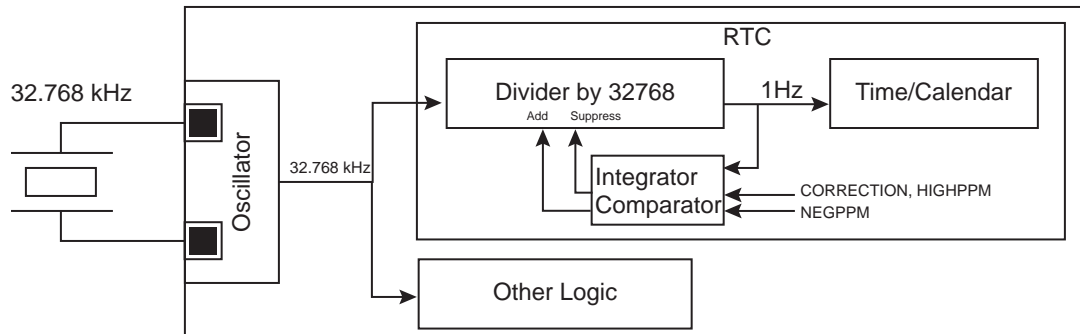 RTC
32.768 kHz
Oscillator
32.768 kHz
Divider by 32768
Add Suppress
1Hz
Time/Calendar
Integrator
Comparator
CORRECTION, HIGHPPM
NEGPPM
Other Logic